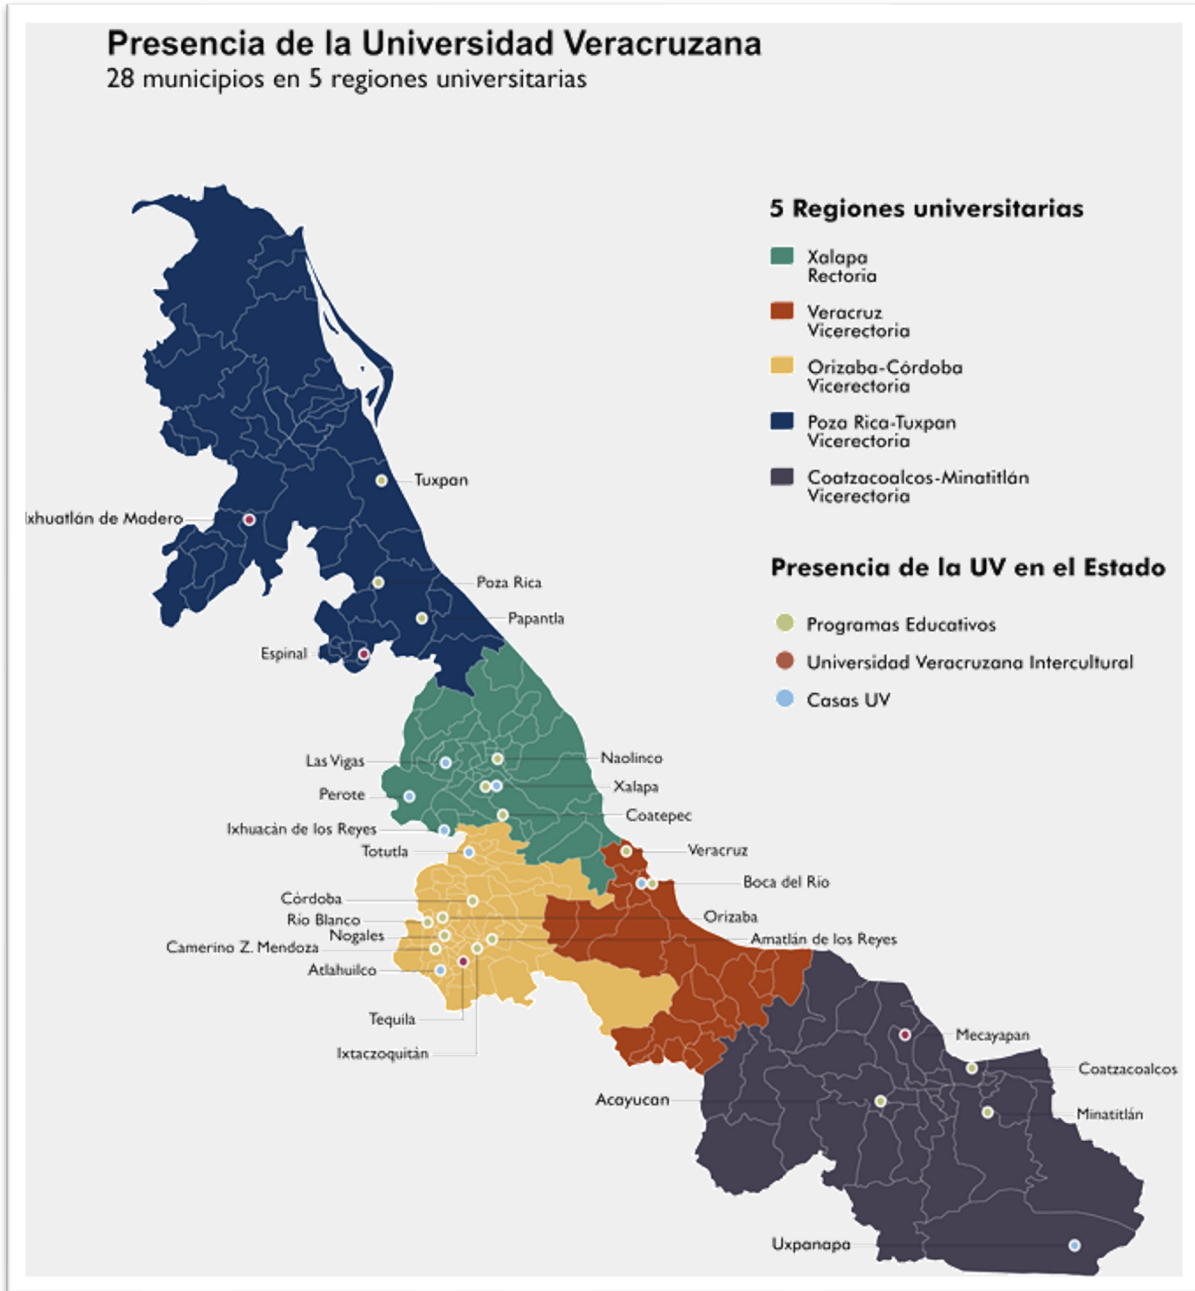 Presencia de la Universidad Veracruzana
28 municipios en 5 regiones universitarias
5 Regiones universitarias
Xalapa
Rectoria
Veracruz
Vicerectoria
Orizaba-Córdoba
Vicerectoria
Poza Rica-Tuxpan
Vicerectoria
Coatzacoalcos-Minatitlán
Vicerectoria
Presencia de la UV en el Estado
Programas Educativos
Universidad Veracruzana Intercultural
Casas UV
Tuxpan
Ixhuatlán de Madero
Poza Rica
Papantla
Espinal
Las Vigas
Naolinco
Xalapa
Perote
Coatepec
Ixhuacán de los Reyes
Totutla
Veracruz
Boca del Río
Córdoba
Río Blanco
Orizaba
Nogales
Amatlán de los Reyes
Camerino Z. Mendoza
Atlahuilco
Tequila
Ixtaczoquitán
Mecayapan
Coatzacoalcos
Acayucan
Minatitlán
Uxpanapa